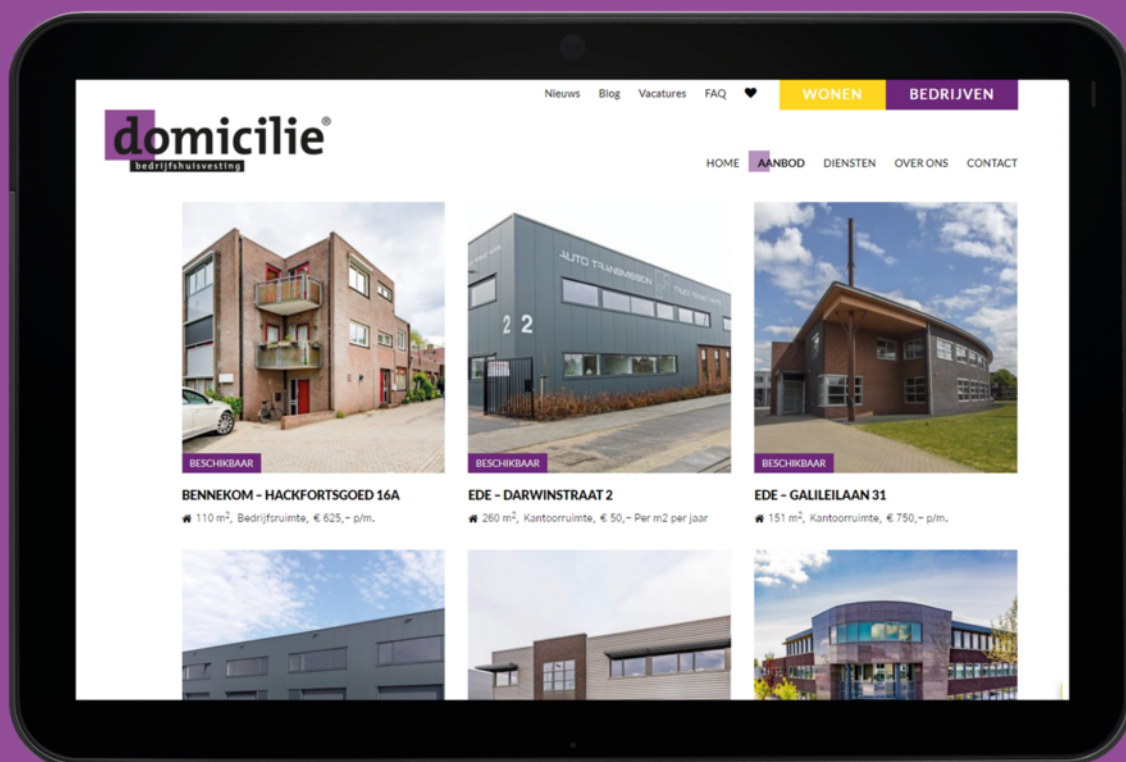 Nieuws Blog Vacatures FAQ WONEN BEDRIJVEN
domicilie®
bedrijfshuisvesting
HOME AANBOD DIENSTEN OVER ONS CONTACT
AUTO TRANSMISSION
22
BESCHIKBAAR BESCHIKBAAR BESCHIKBAAR
BENNEKOM – HACKFORTSGOED 16A EDE – DARWINSTRAAT 2 EDE – GALILEILAAN 31
110 m², Bedrijfsruimte, € 625,– p/m. 260 m², Kantoorruimte, € 50,– Per m2 per jaar 151 m², Kantoorruimte, € 750,– p/m.